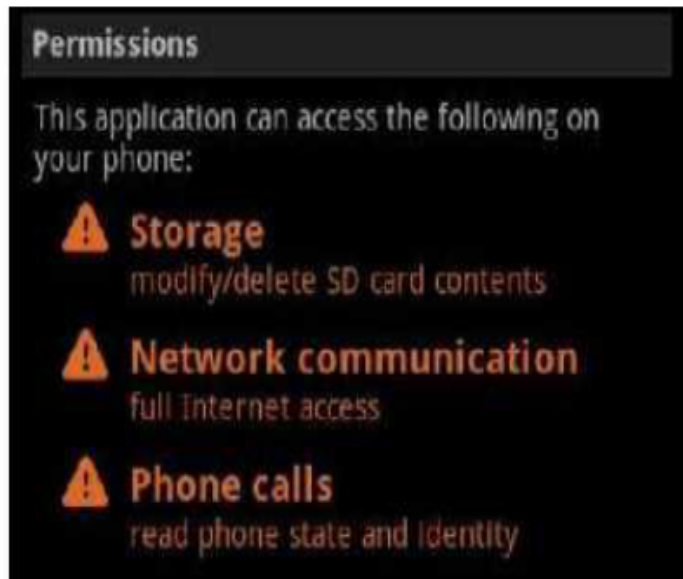 Permissions
This application can access the following on
your phone:
Storage
modify/delete SD card contents
Network communication
full Internet access
Phone calls
read phone state and identity